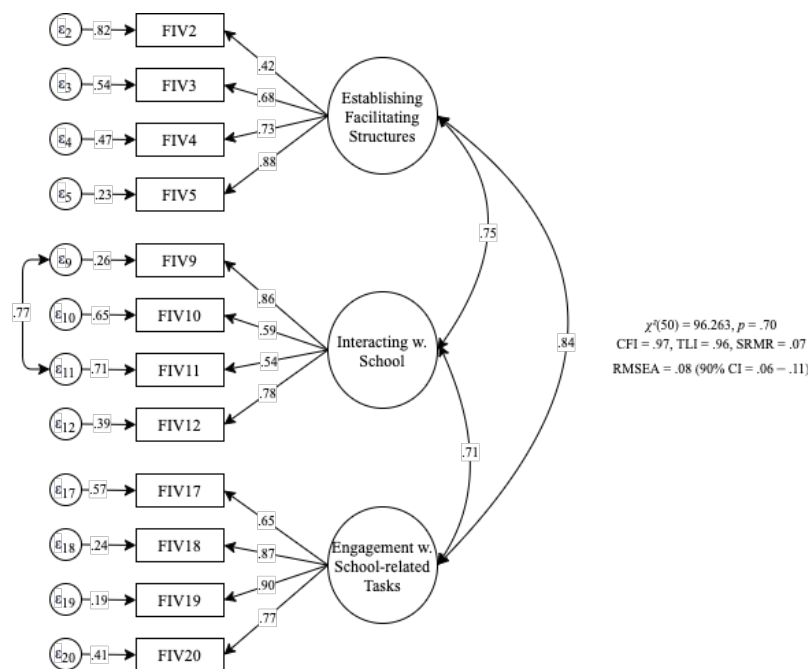 ε2 .82 FIV2
.42
ε3 .54 FIV3
.68
Establishing
Facilitating
Structures
ε4 .47 FIV4
.73
ε5 .23 FIV5
.88
.75
ε9 .26 FIV9
.86
.77
ε10 .65 FIV10
.59
Interacting w.
School
ε11 .71 FIV11
.54
ε12 .39 FIV12
.78
.84
χ²(50) = 96.263, p = .70
CFI = .97, TLI = .96, SRMR = .07
RMSEA = .08 (90% CI = .06 – .11)
.71
ε17 .57 FIV17
.65
ε18 .24 FIV18
.87
Engagement w.
School-related
Tasks
ε19 .19 FIV19
.90
ε20 .41 FIV20
.77